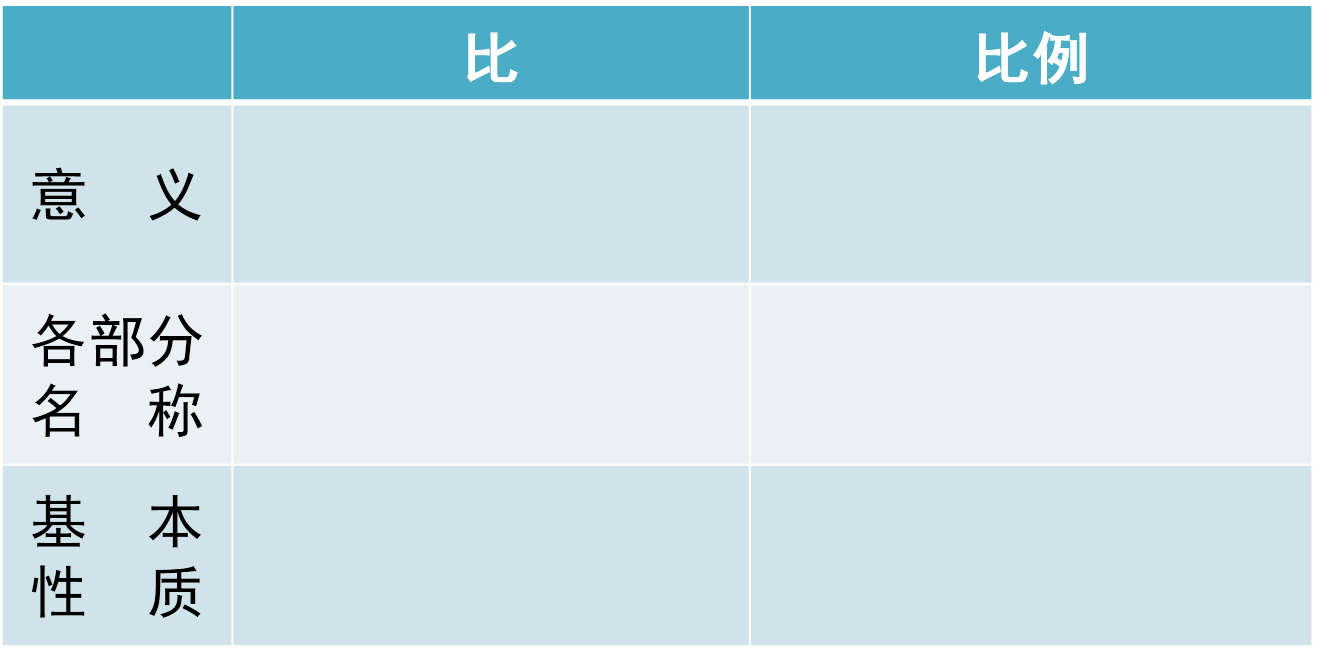 比 比例
意 义
各部分
名 称
基 本
性 质